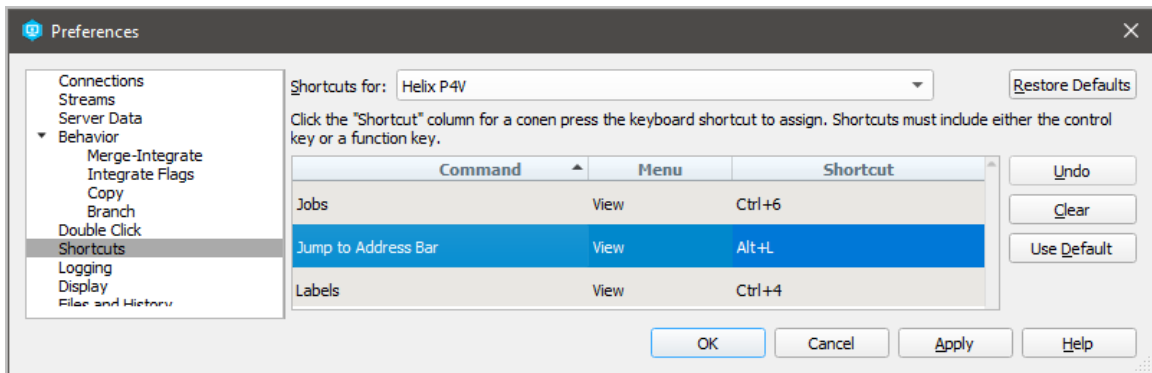 Preferences
Connections
Streams
Server Data
Behavior
Merge-Integrate
Integrate Flags
Copy
Branch
Double Click
Shortcuts
Logging
Display
Files and History
Shortcuts for: Helix P4V
Restore Defaults
Click the "Shortcut" column for a conen press the keyboard shortcut to assign. Shortcuts must include either the control
key or a function key.
Command Menu Shortcut
Jobs View Ctrl+6
Jump to Address Bar View Alt+L
Labels View Ctrl+4
Undo
Clear
Use Default
OK Cancel Apply Help